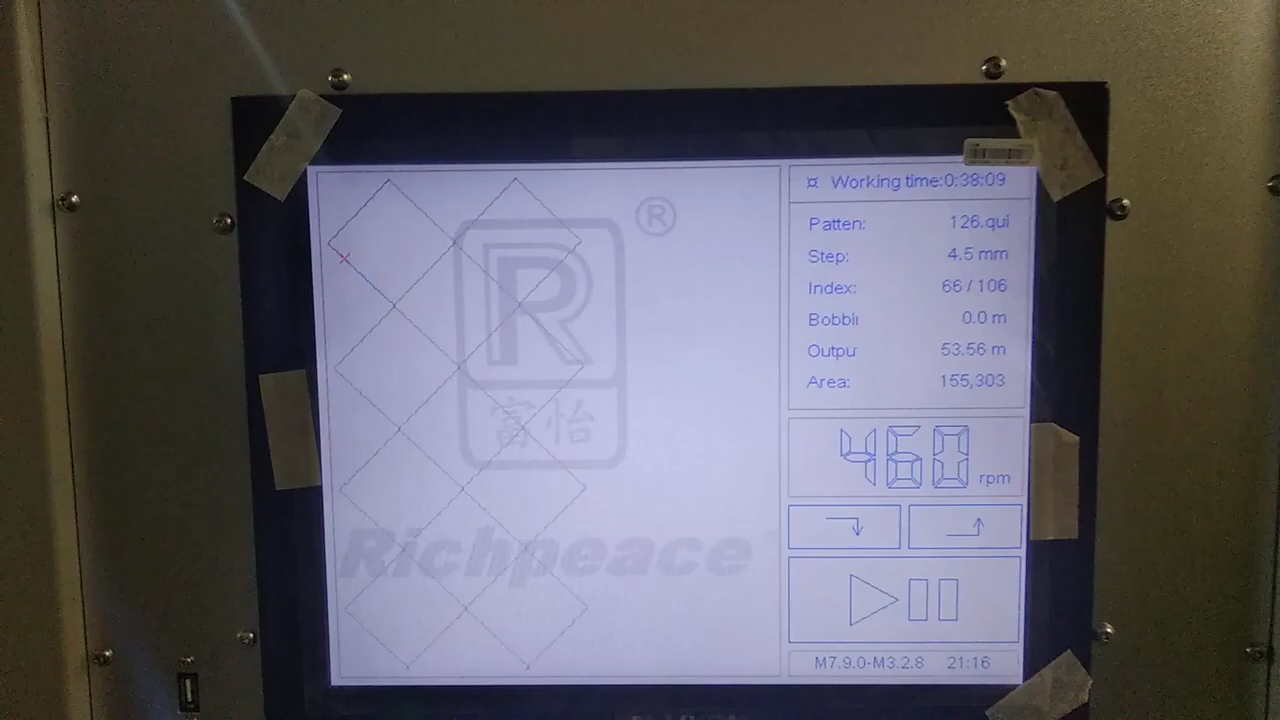 ®
R
富怡
Richpeace
¤ Working time:0:38:09
Patten: 126.qui
Step: 4.5 mm
Index: 66 / 106
Bobbli 0.0 m
Outpu 53.56 m
Area: 155,303
460 rpm
M7.9.0-M3.2.8 21:16